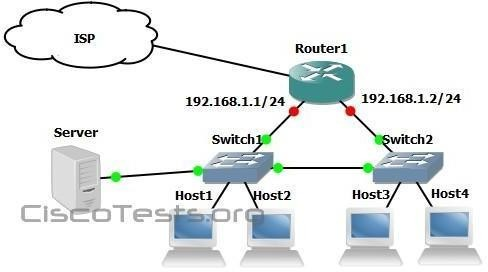 ISP
Router1
192.168.1.1/24
192.168.1.2/24
Server
Switch1
Switch2
Host1
Host2
Host3
Host4
CiscoTests.org